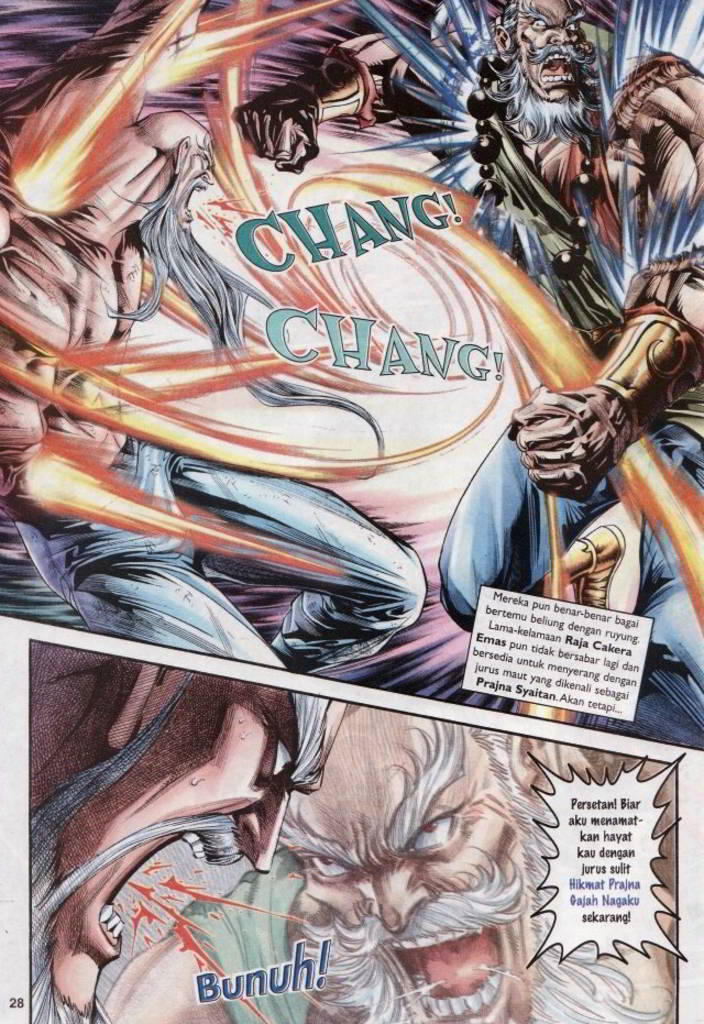 CHANG!
CHANG!
Mereka pun benar-benar bagai
bertemu beliung dengan ruyung.
Lama-kelamaan Raja Cakera
Emas pun tidak bersabar lagi dan
bersedia untuk menyerang dengan
jurus maut yang dikenali sebagai
Prajna Syaitan. Akan tetapi...
Persetan! Biar
aku menamat-
kan hayat
kau dengan
jurus sulit
Hikmat Prajna
Gajah Nagaku
sekarang!
BUNUH!
28